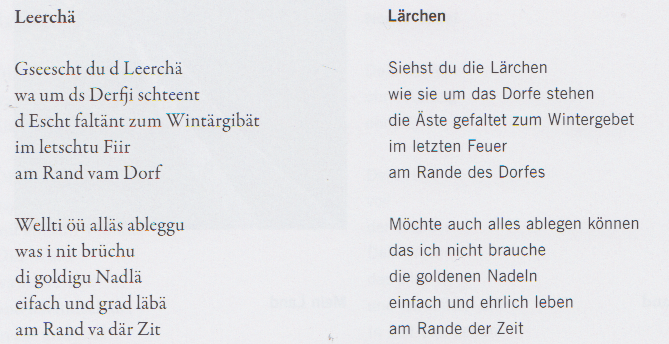 Leerchä

Gseescht du d Leerchä
wa um ds Derfji schteent
d Escht faltänt zum Wintärgibät
im letschtu Fiir
am Rand vam Dorf

Wellti öü alläs ableggu
was i nit brüchu
di goldigu Nadlä
eifach und grad läbä
am Rand va där Zit

Lärchen

Siehst du die Lärchen
wie sie um das Dorfe stehen
die Äste gefaltet zum Wintergebet
im letzten Feuer
am Rande des Dorfes

Möchte auch alles ablegen können
das ich nicht brauche
die goldenen Nadeln
einfach und ehrlich leben
am Rande der Zeit